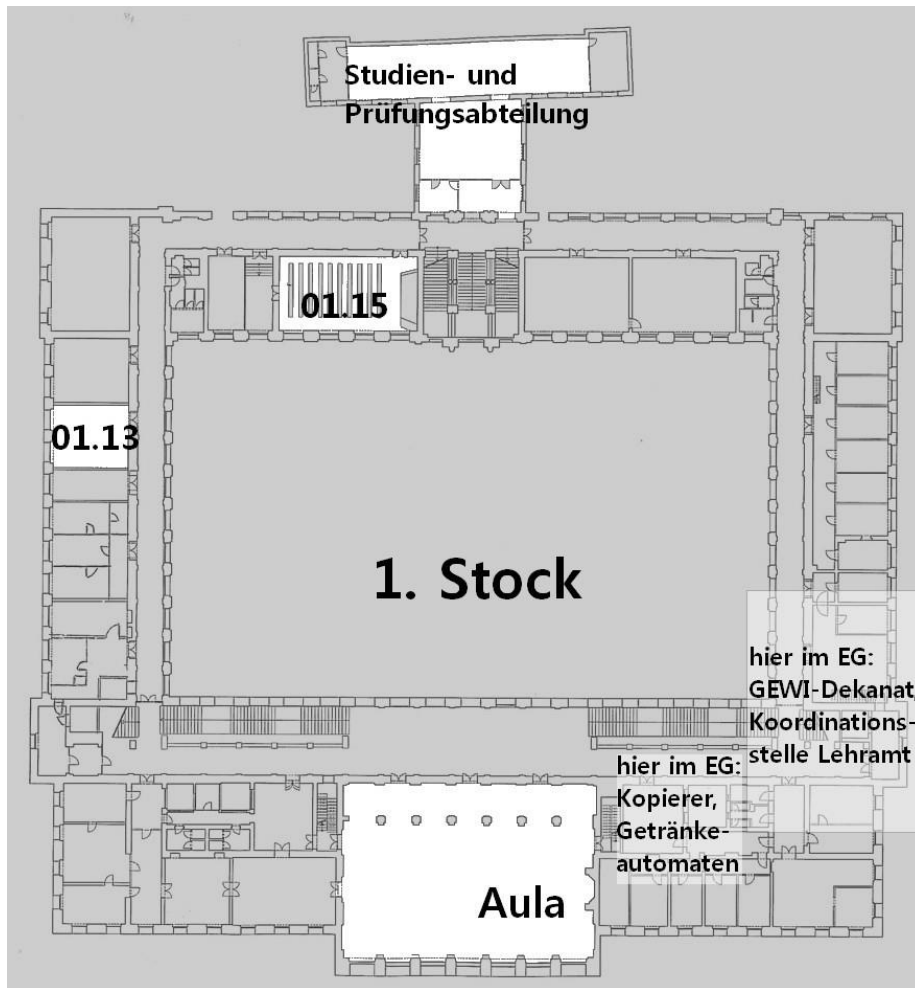 Studien- und
Prüfungsabteilung
01.15
01.13
1. Stock
hier im EG:
GEWI-Dekanat,
Koordinations-
stelle Lehramt
hier im EG:
Kopierer,
Getränke-
automaten
Aula